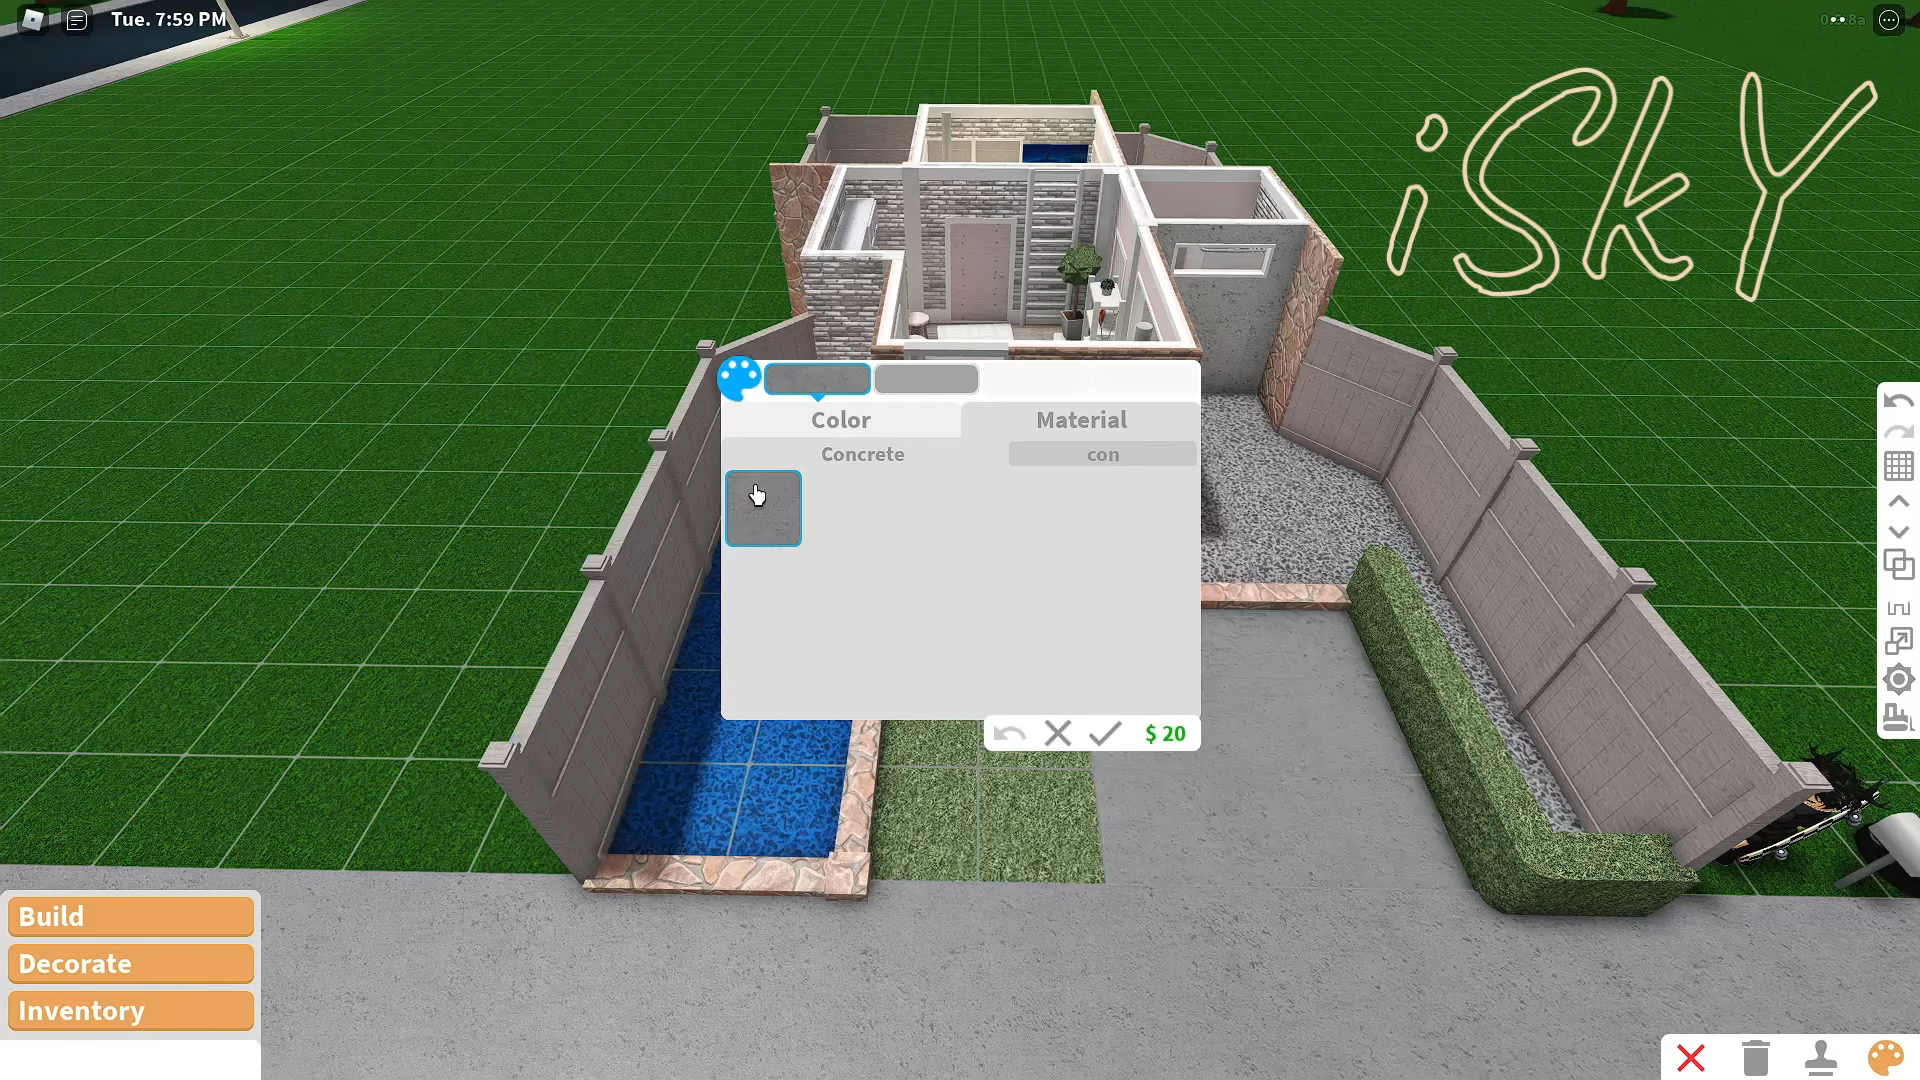 Tue. 7:59 PM
iSkY
Color
Material
Concrete
con
$ 20
Build
Decorate
Inventory